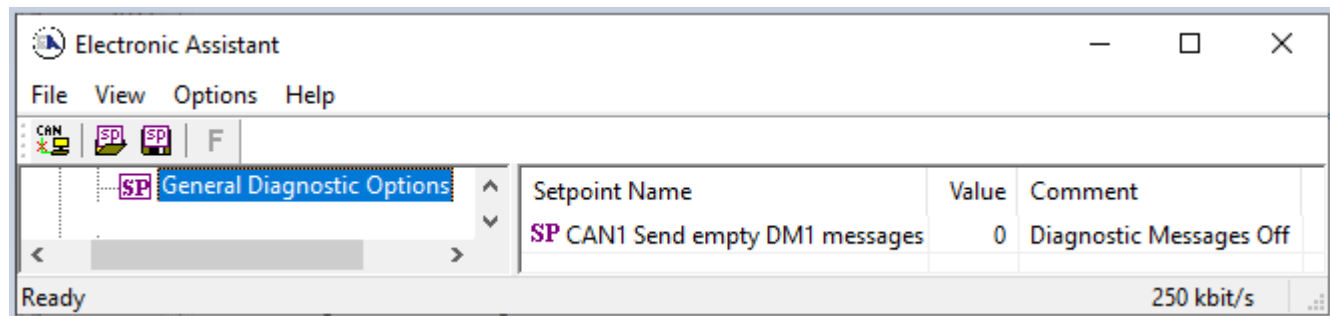 Electronic Assistant
File View Options Help
CAN SP SP F
SP General Diagnostic Options
Setpoint Name Value Comment
SP CAN1 Send empty DM1 messages 0 Diagnostic Messages Off
Ready 250 kbit/s